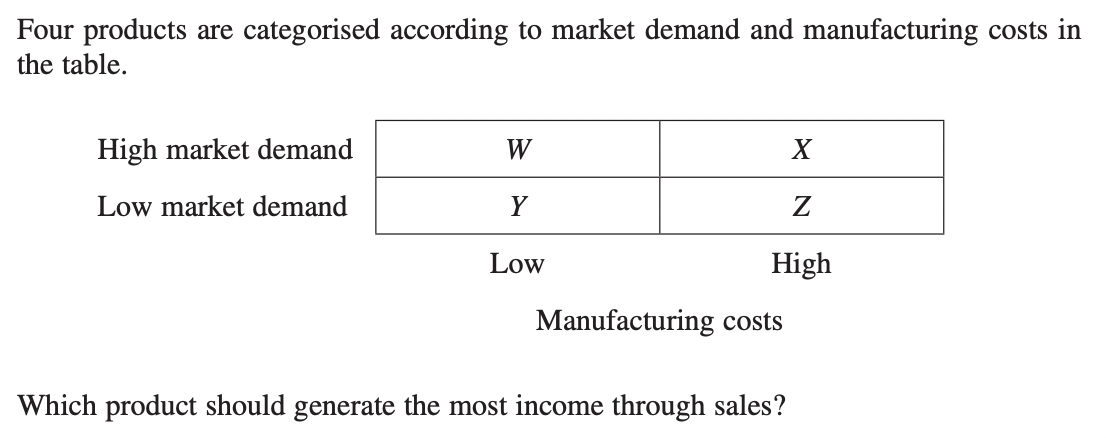 Four products are categorised according to market demand and manufacturing costs in
the table.
High market demand W X
Low market demand Y Z
Low High
Manufacturing costs
Which product should generate the most income through sales?